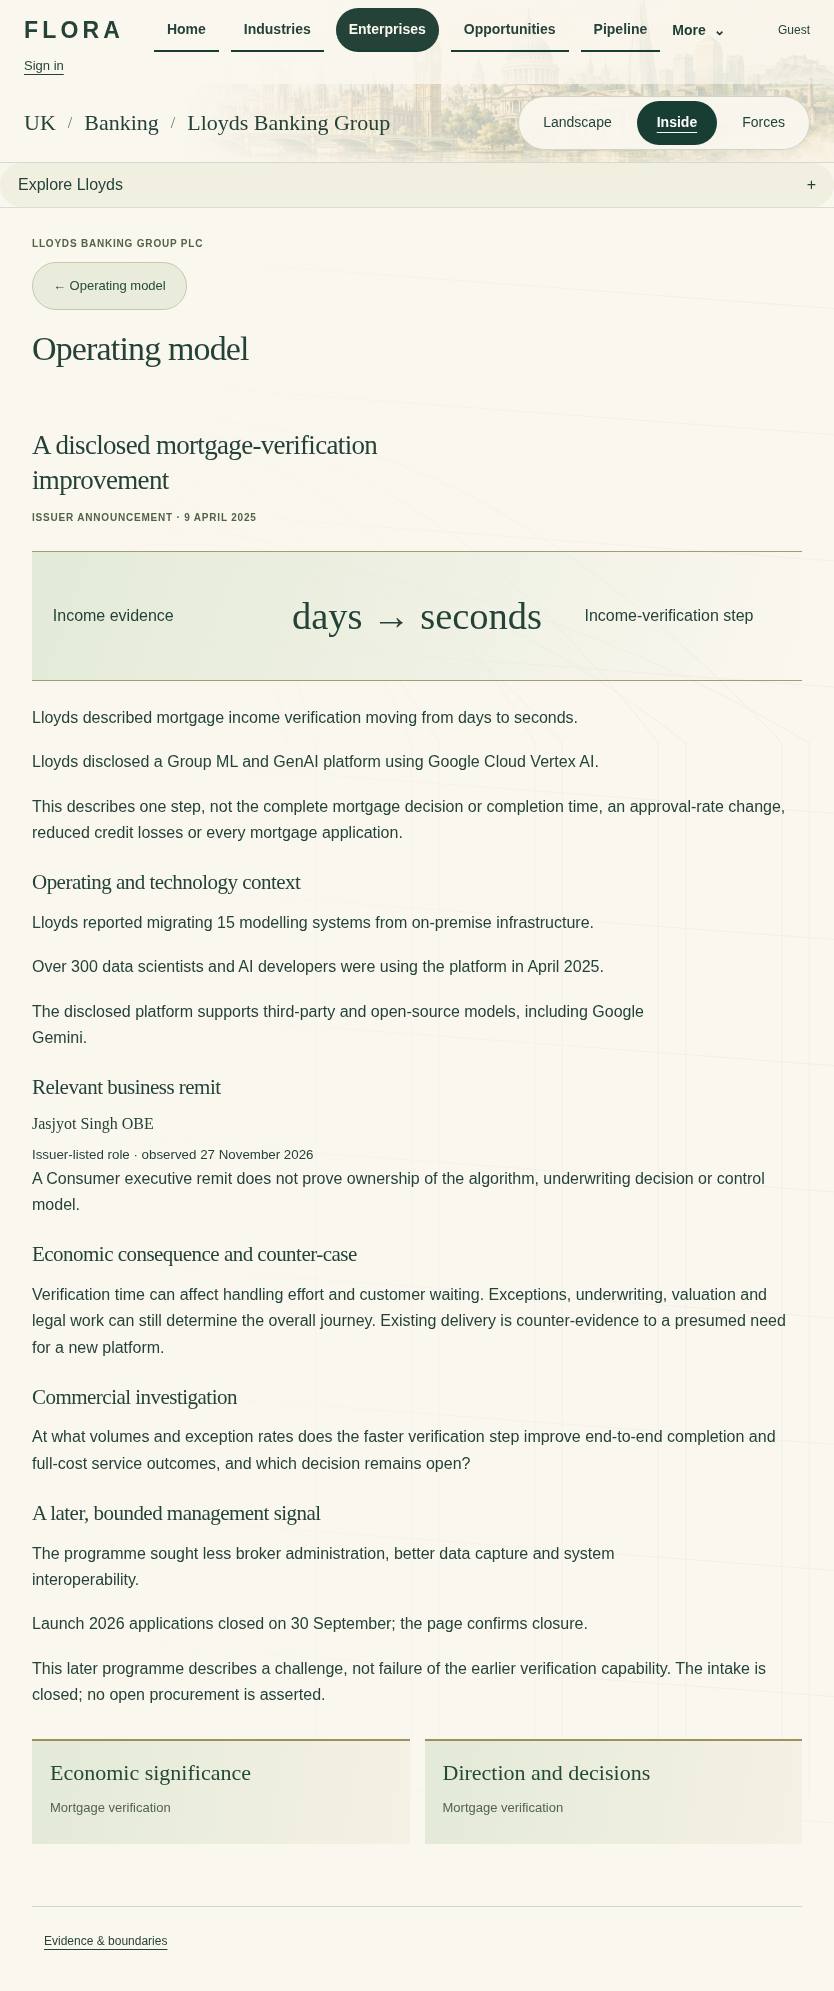 FLORA
Home
Industries
Enterprises
Opportunities
Pipeline
More
Guest
Sign in
UK / Banking / Lloyds Banking Group
Landscape
Inside
Forces
Explore Lloyds
+
LLOYDS BANKING GROUP PLC
← Operating model
Operating model
A disclosed mortgage-verification
improvement
ISSUER ANNOUNCEMENT · 9 APRIL 2025
Income evidence
days → seconds
Income-verification step
Lloyds described mortgage income verification moving from days to seconds.
Lloyds disclosed a Group ML and GenAI platform using Google Cloud Vertex AI.
This describes one step, not the complete mortgage decision or completion time, an approval-rate change,
reduced credit losses or every mortgage application.
Operating and technology context
Lloyds reported migrating 15 modelling systems from on-premise infrastructure.
Over 300 data scientists and AI developers were using the platform in April 2025.
The disclosed platform supports third-party and open-source models, including Google
Gemini.
Relevant business remit
Jasjyot Singh OBE
Issuer-listed role · observed 27 November 2026
A Consumer executive remit does not prove ownership of the algorithm, underwriting decision or control
model.
Economic consequence and counter-case
Verification time can affect handling effort and customer waiting. Exceptions, underwriting, valuation and
legal work can still determine the overall journey. Existing delivery is counter-evidence to a presumed need
for a new platform.
Commercial investigation
At what volumes and exception rates does the faster verification step improve end-to-end completion and
full-cost service outcomes, and which decision remains open?
A later, bounded management signal
The programme sought less broker administration, better data capture and system
interoperability.
Launch 2026 applications closed on 30 September; the page confirms closure.
This later programme describes a challenge, not failure of the earlier verification capability. The intake is
closed; no open procurement is asserted.
Economic significance
Mortgage verification
Direction and decisions
Mortgage verification
Evidence & boundaries